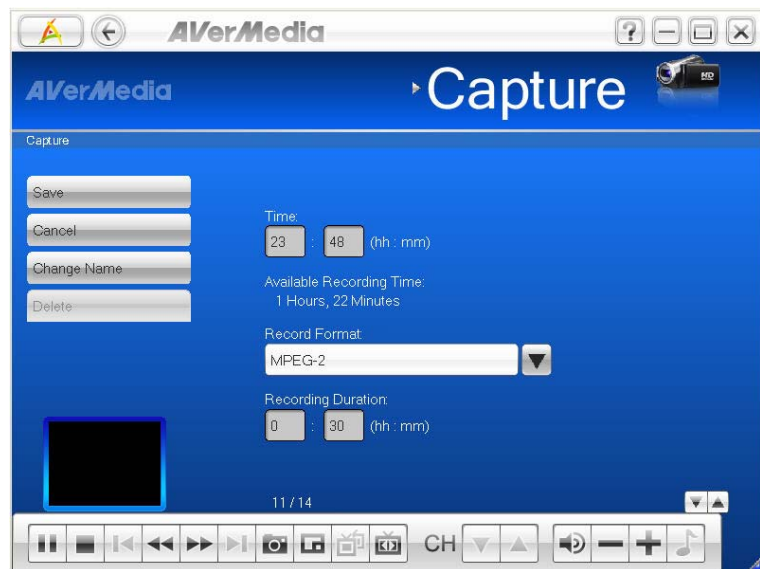 AVerMedia
?
AVerMedia
Capture
HD
Capture
Save
Cancel
Change Name
Delete
Time:
23 : 48 (hh : mm)
Available Recording Time:
1 Hours, 22 Minutes
Record Format:
MPEG-2
Recording Duration:
0 : 30 (hh : mm)
11 / 14
CH